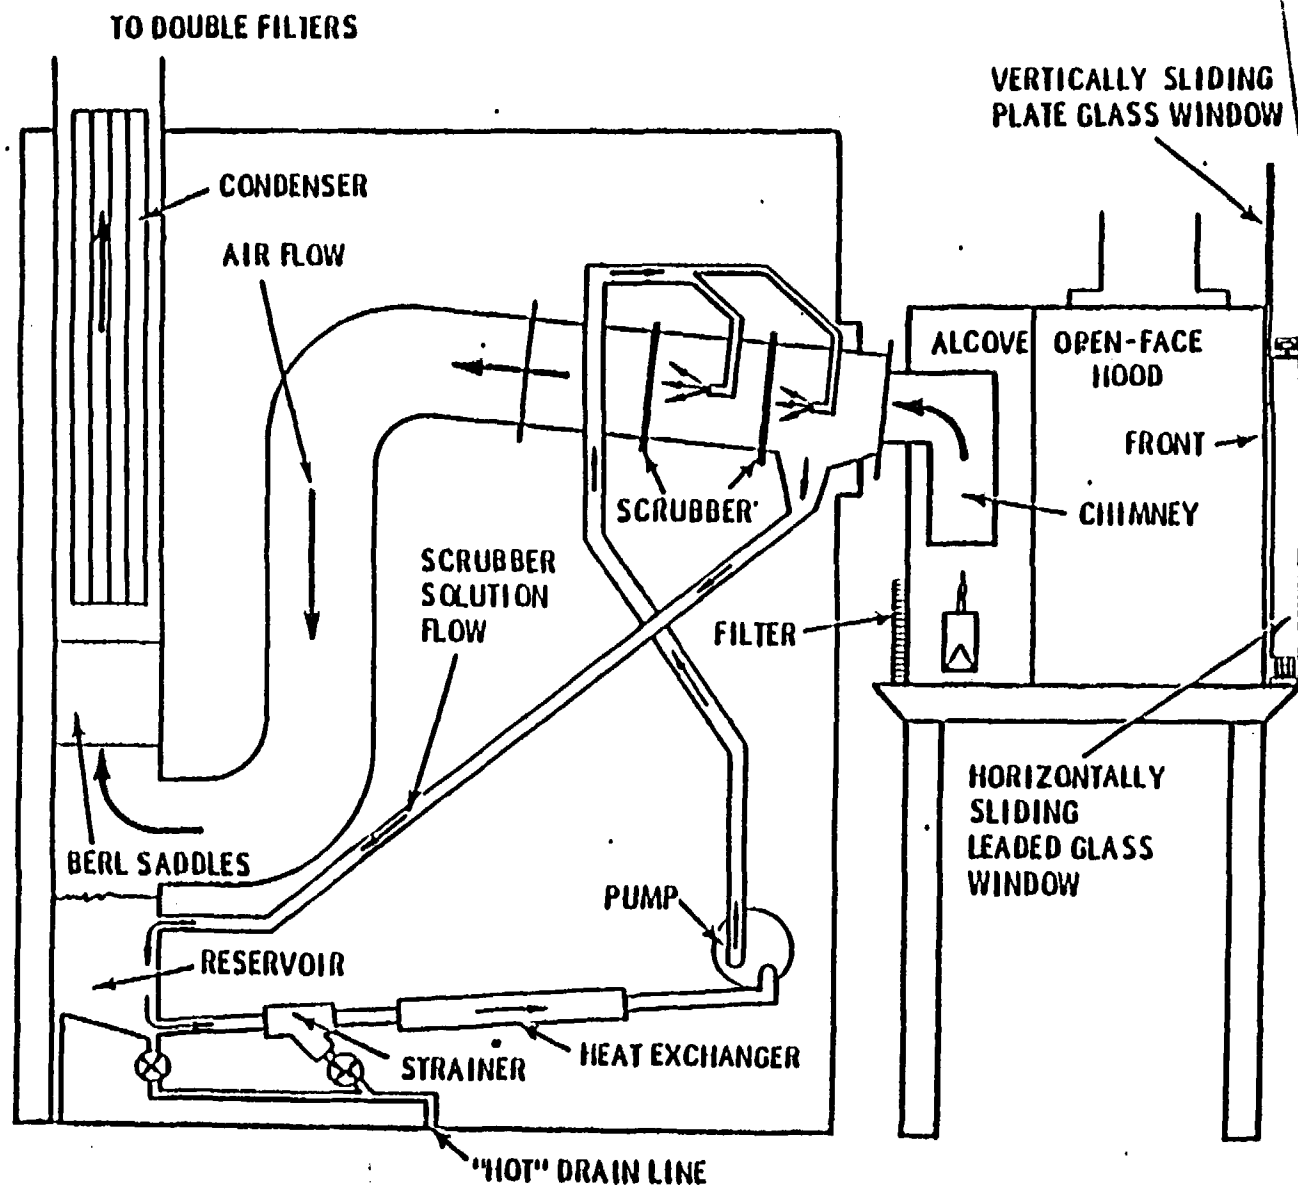 TO DOUBLE FILTERS
VERTICALLY SLIDING
PLATE GLASS WINDOW
CONDENSER
AIR FLOW
ALCOVE
OPEN-FACE
HOOD
FRONT
SCRUBBER
CHIMNEY
SCRUBBER
SOLUTION
FLOW
FILTER
HORIZONTALLY
SLIDING
LEADED GLASS
WINDOW
BERL SADDLES
PUMP
RESERVOIR
STRAINER
HEAT EXCHANGER
"HOT" DRAIN LINE